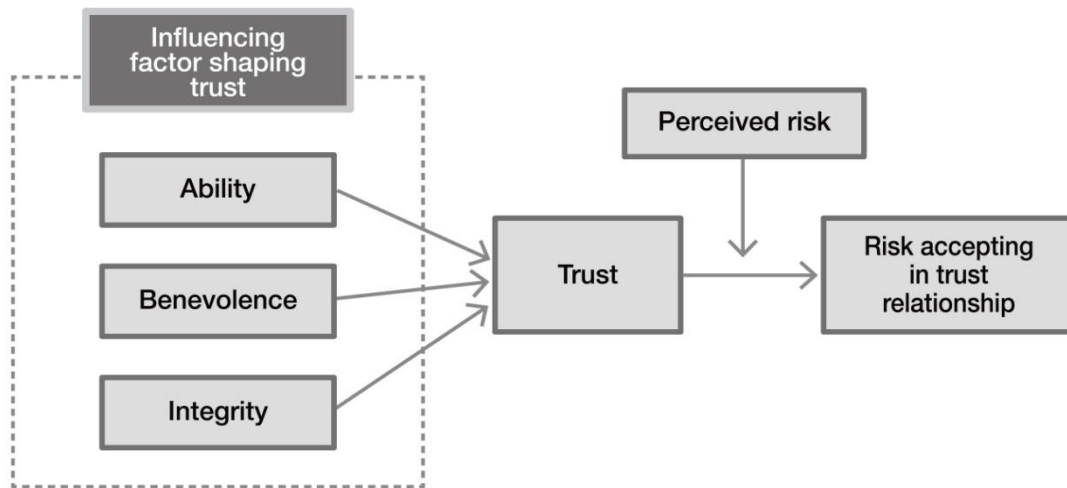 Influencing
factor shaping
trust
Perceived risk
Ability
Benevolence
Integrity
Trust
Risk accepting
in trust
relationship